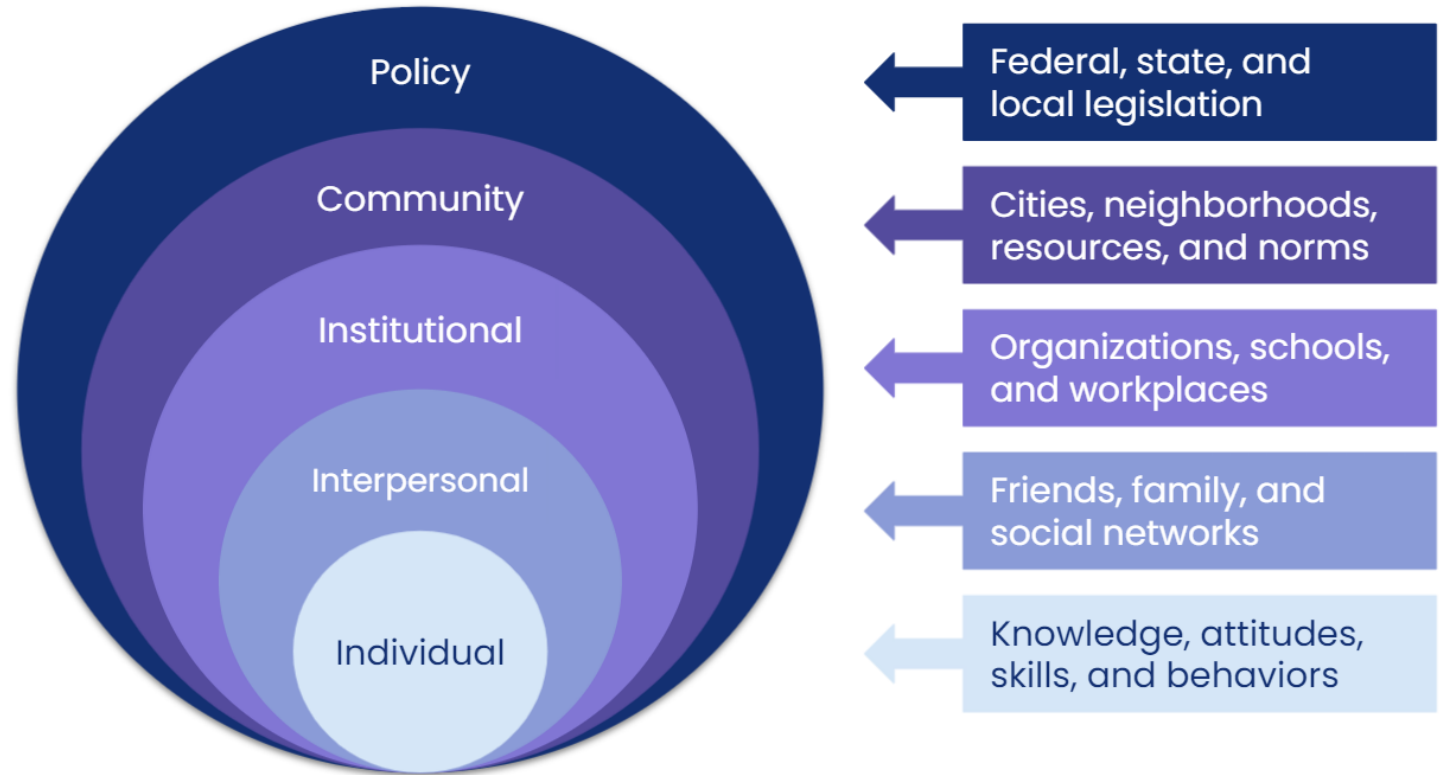 Policy
Federal, state, and
local legislation
Community
Cities, neighborhoods,
resources, and norms
Institutional
Organizations, schools,
and workplaces
Interpersonal
Friends, family, and
social networks
Individual
Knowledge, attitudes,
skills, and behaviors